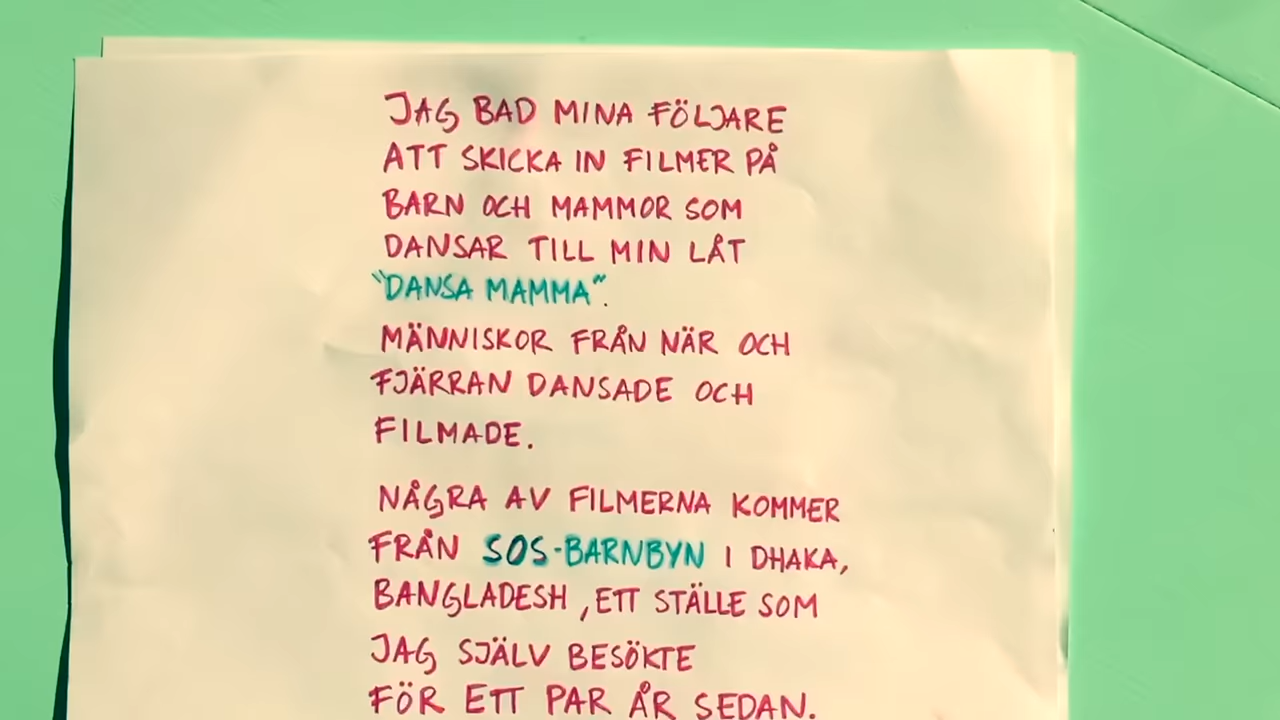 JAG BAD MINA FÖLJARE
ATT SKICKA IN FILMER PÅ
BARN OCH MAMMOR SOM
DANSAR TILL MIN LÅT
"DANSA MAMMA".
MÄNNISKOR FRÅN NÄR OCH
FJÄRRAN DANSADE OCH
FILMADE.
NÅGRA AV FILMERNA KOMMER
FRÅN SOS-BARNBYN I DHAKA,
BANGLADESH, ETT STÄLLE SOM
JAG SJÄLV BESÖKTE
FÖR ETT PAR ÅR SEDAN.